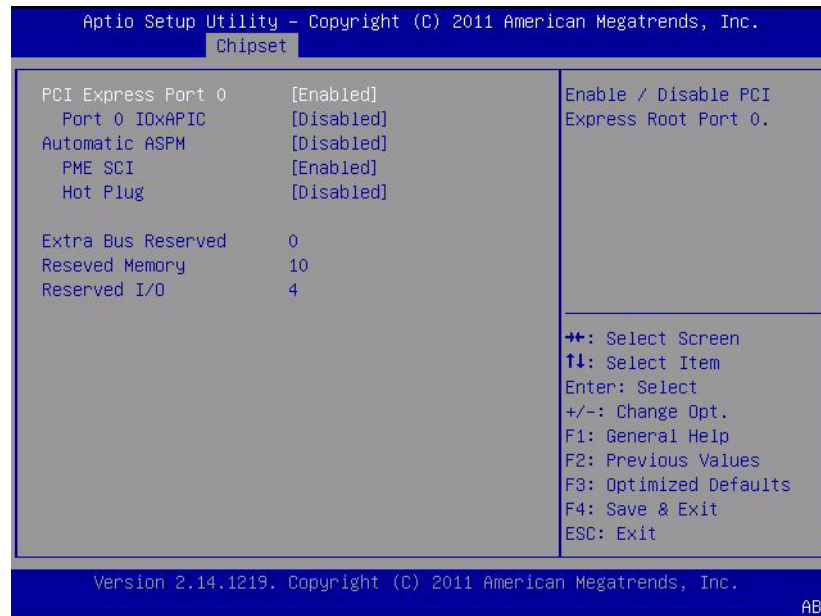 Aptio Setup Utility – Copyright (C) 2011 American Megatrends, Inc.
Chipset
PCI Express Port 0 [Enabled]
Port 0 IOxAPIC [Disabled]
Automatic ASPM [Disabled]
PME SCI [Enabled]
Hot Plug [Disabled]
Extra Bus Reserved 0
Reseved Memory 10
Reserved I/O 4
Enable / Disable PCI
Express Root Port 0.
→←: Select Screen
↑↓: Select Item
Enter: Select
+/-: Change Opt.
F1: General Help
F2: Previous Values
F3: Optimized Defaults
F4: Save & Exit
ESC: Exit
Version 2.14.1219. Copyright (C) 2011 American Megatrends, Inc.
AB